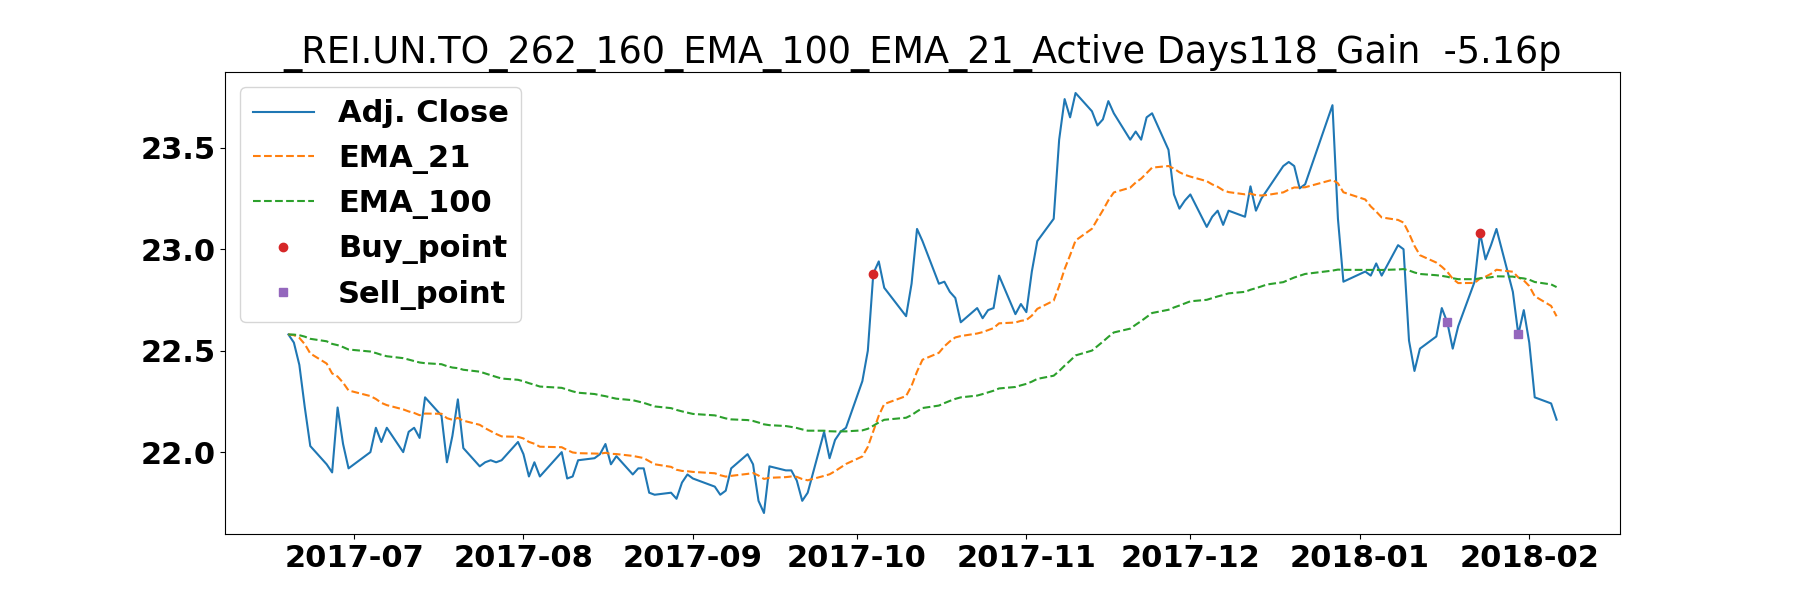 _REI.UN.TO_262_160_EMA_100_EMA_21_Active Days118_Gain  -5.16p
Adj. Close
EMA_21
EMA_100
Buy_point
Sell_point
23.5
23.0
22.5
22.0
2017-07 2017-08 2017-09 2017-10 2017-11 2017-12 2018-01 2018-02